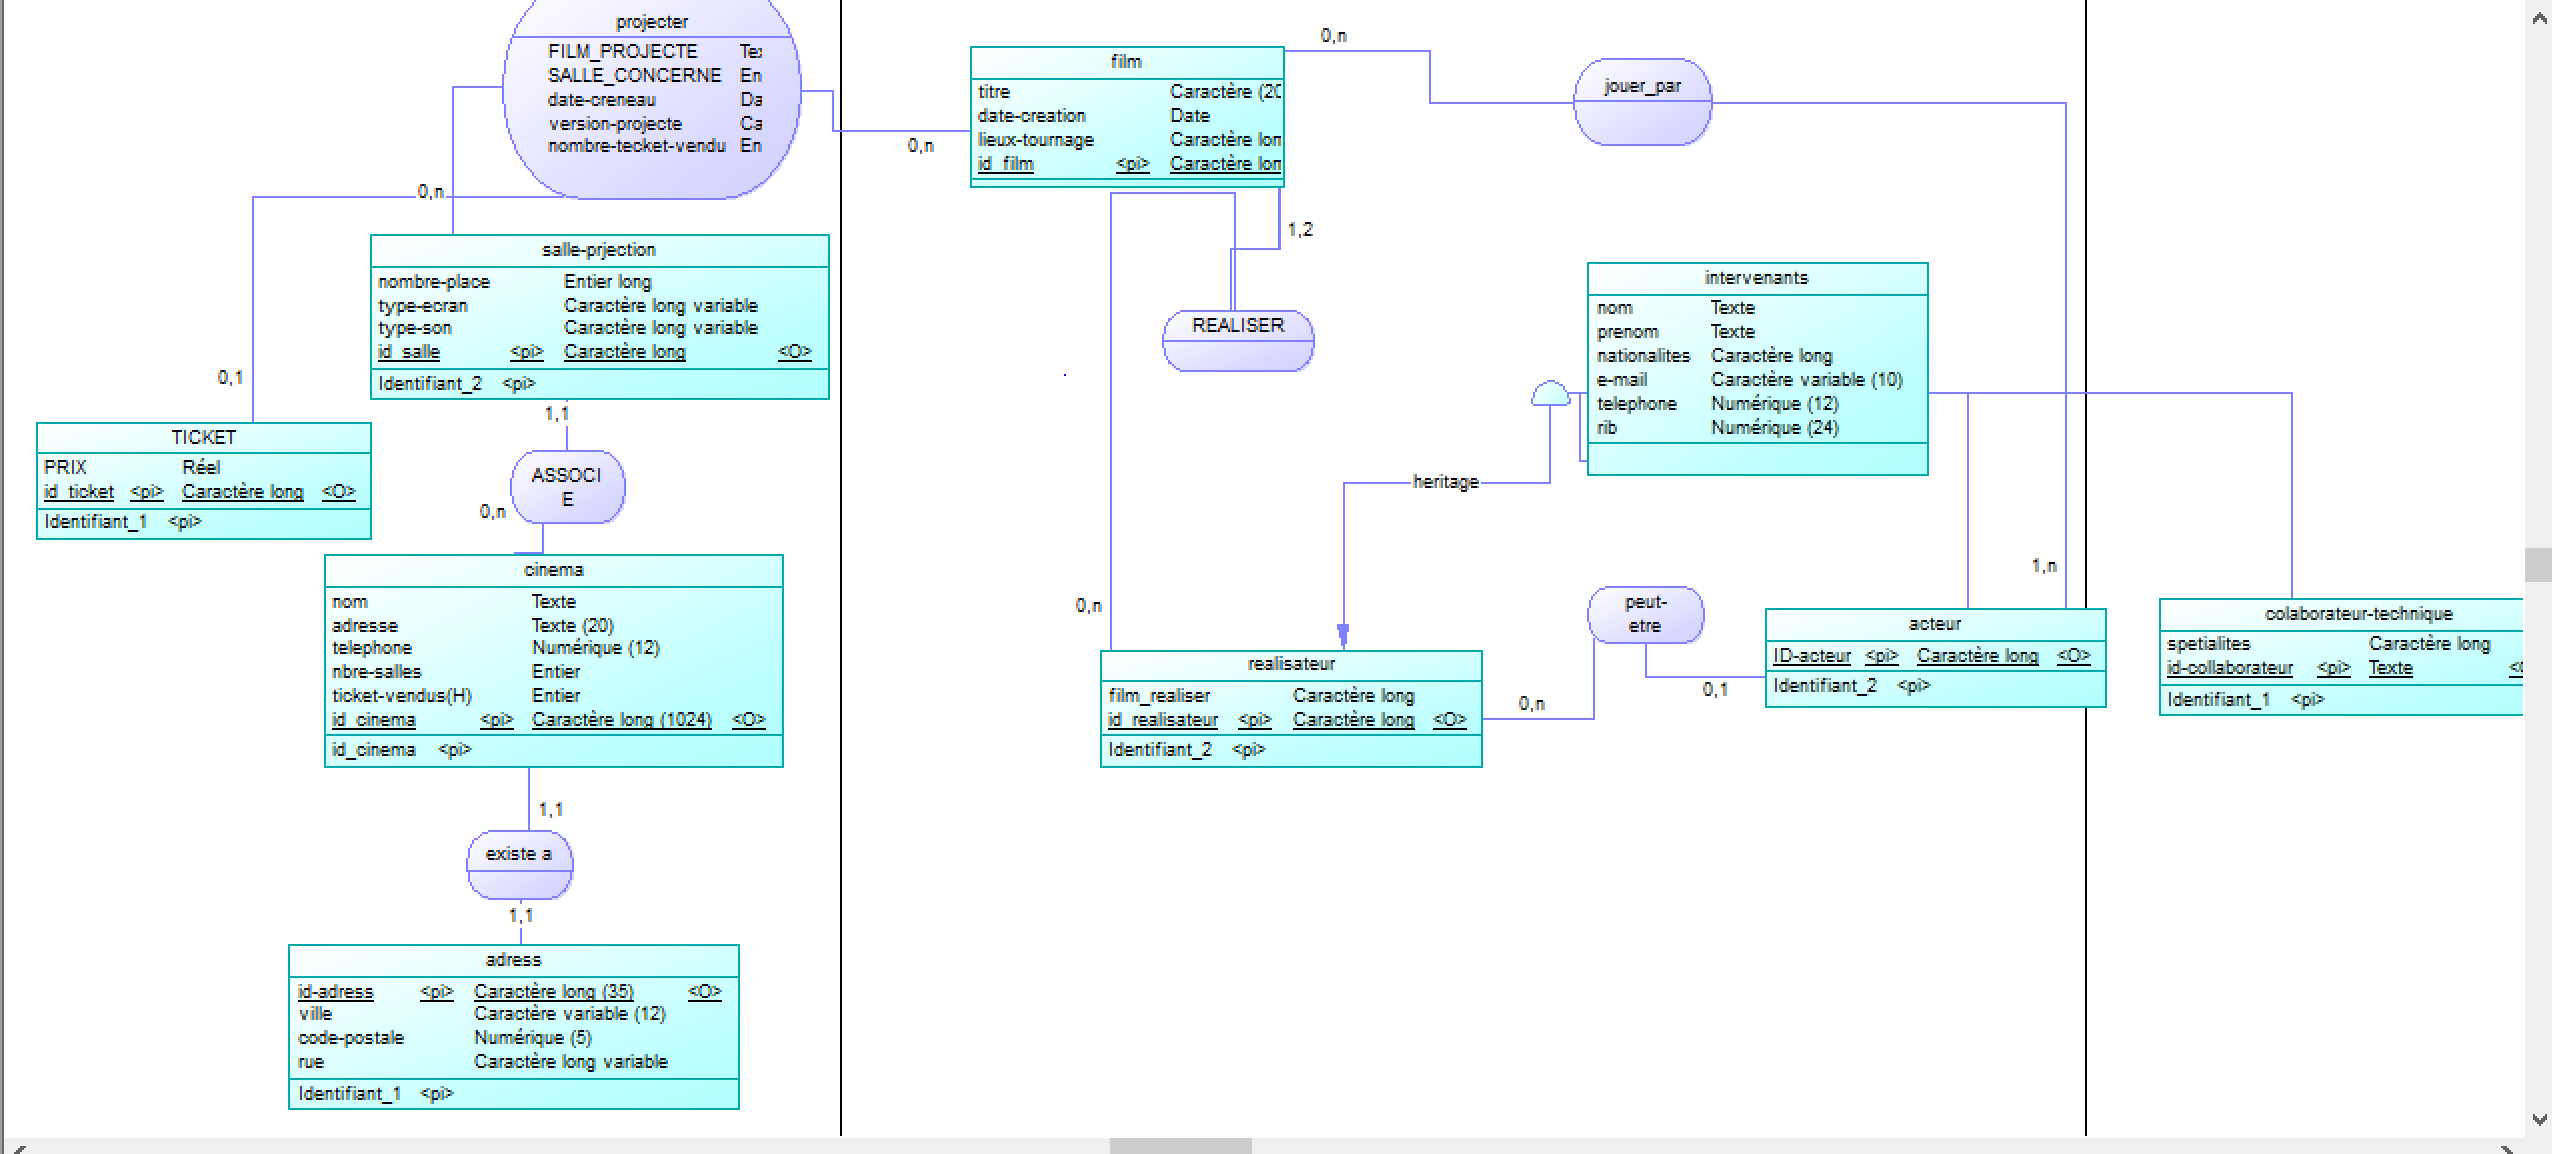 projecter
FILM_PROJECTE Te
SALLE_CONCERNE En
date-creneau Da
version-projecte Ca
nombre-tecket-vendu En
0,n
0,n
0,1
film
titre Caractère (20
date-creation Date
lieux-tournage Caractère lon
id_film <pi> Caractère lon
0,n
jouer_par
1,2
REALISER
salle-prjection
nombre-place Entier long
type-ecran Caractère long variable
type-son Caractère long variable
id_salle <pi> Caractère long <O>
Identifiant_2 <pi>
1,1
TICKET
PRIX Réel
id_ticket <pi> Caractère long <O>
Identifiant_1 <pi>
ASSOCI
E
0,n
intervenants
nom Texte
prenom Texte
nationalites Caractère long
e-mail Caractère variable (10)
telephone Numérique (12)
rib Numérique (24)
heritage
cinema
nom Texte
adresse Texte (20)
telephone Numérique (12)
nbre-salles Entier
ticket-vendus(H) Entier
id_cinema <pi> Caractère long (1024) <O>
id_cinema <pi>
1,1
existe a
1,1
adress
id-adress <pi> Caractère long (35) <O>
ville Caractère variable (12)
code-postale Numérique (5)
rue Caractère long variable
Identifiant_1 <pi>
0,n
realisateur
film_realiser Caractère long
id_realisateur <pi> Caractère long <O>
Identifiant_2 <pi>
0,n
peut-
etre
0,1
1,n
acteur
ID-acteur <pi> Caractère long <O>
Identifiant_2 <pi>
colaborateur-technique
spetialites Caractère long
id-collaborateur <pi> Texte
Identifiant_1 <pi>